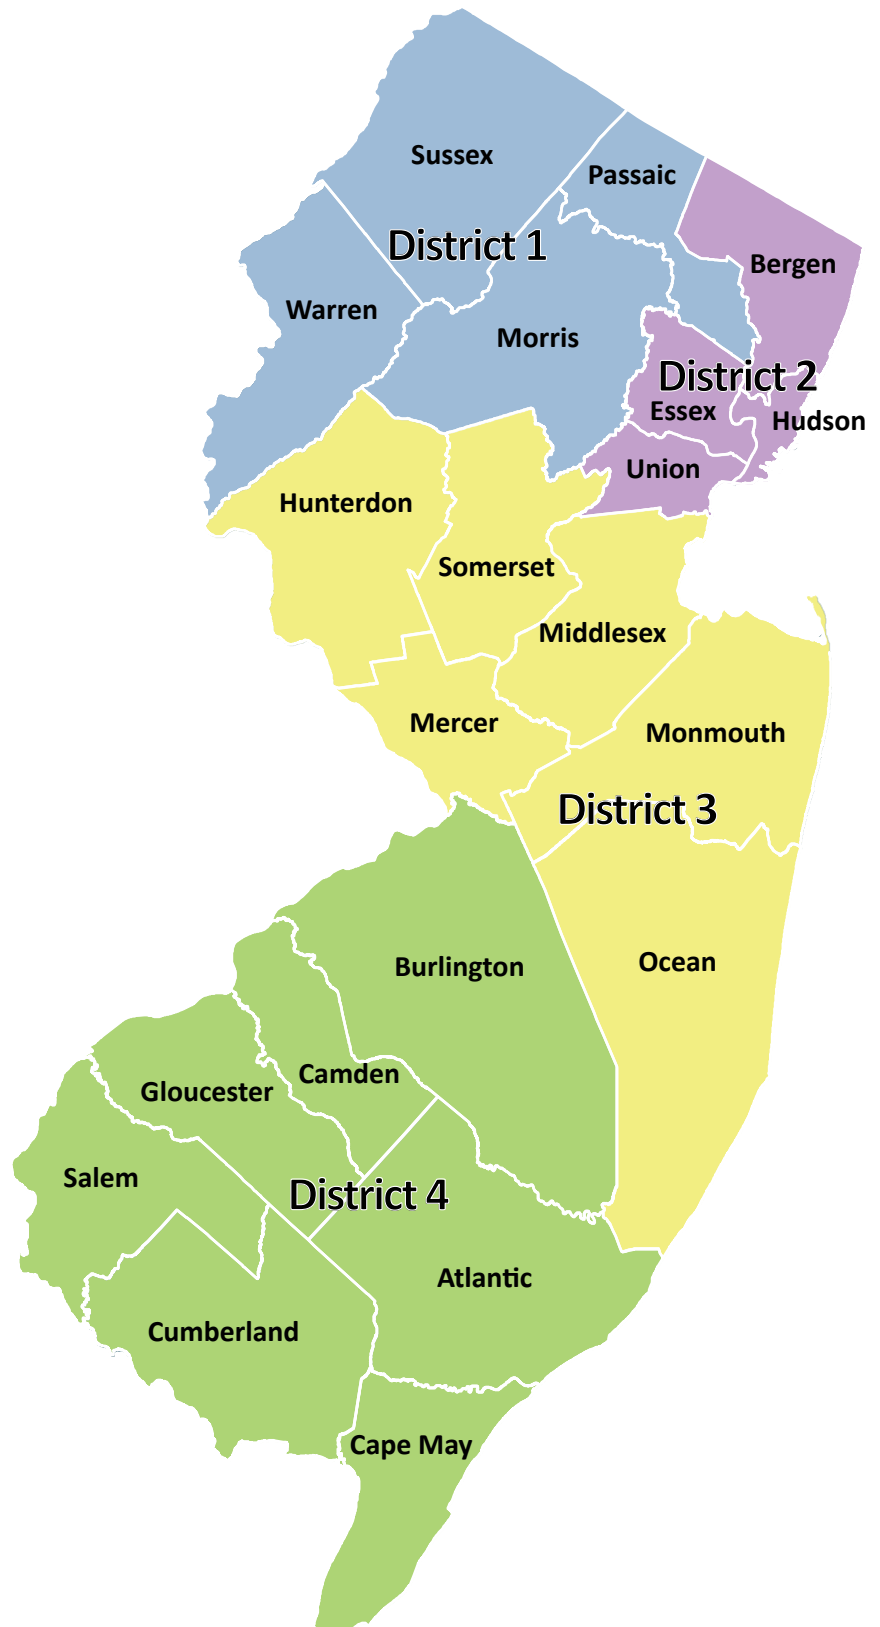 Sussex
Passaic
District 1
Bergen
Warren
Morris
District 2
Essex
Hudson
Union
Hunterdon
Somerset
Middlesex
Mercer
Monmouth
District 3
Ocean
Burlington
Camden
Gloucester
Salem
District 4
Atlantic
Cumberland
Cape May